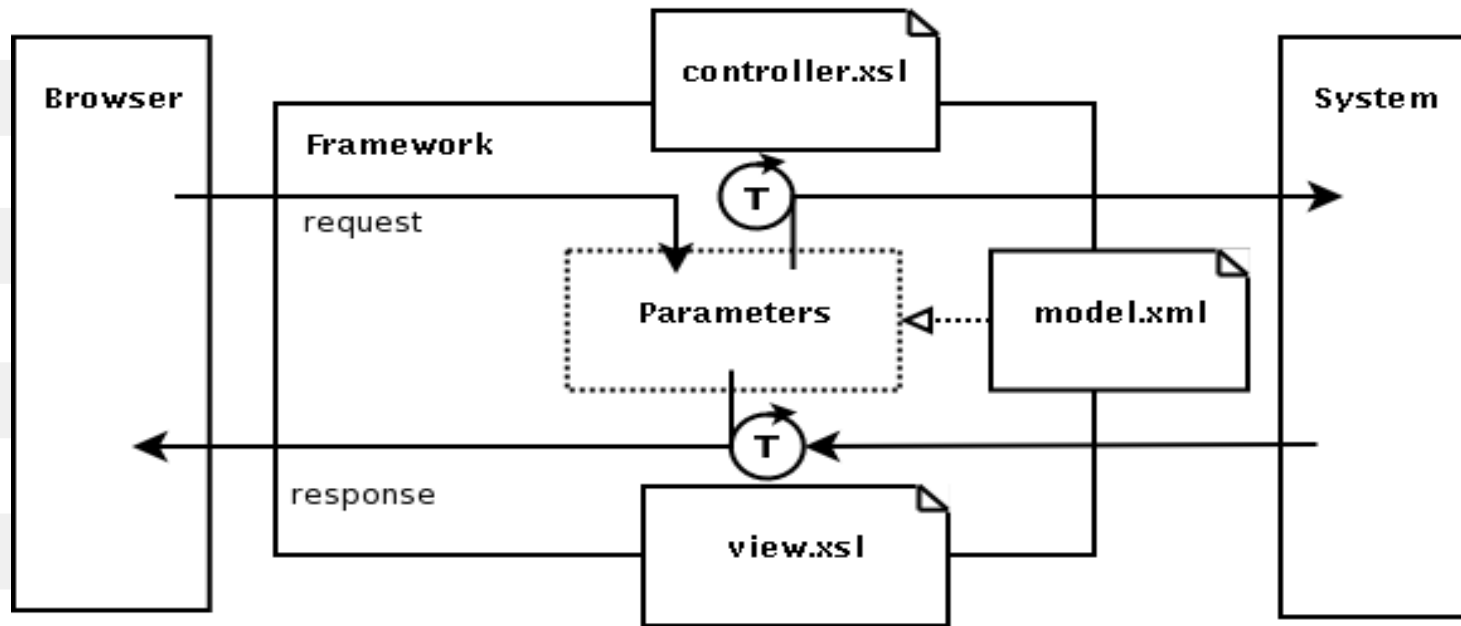 controller.xsl
Browser
System
Framework
T
request
Parameters
model.xml
T
response
view.xsl